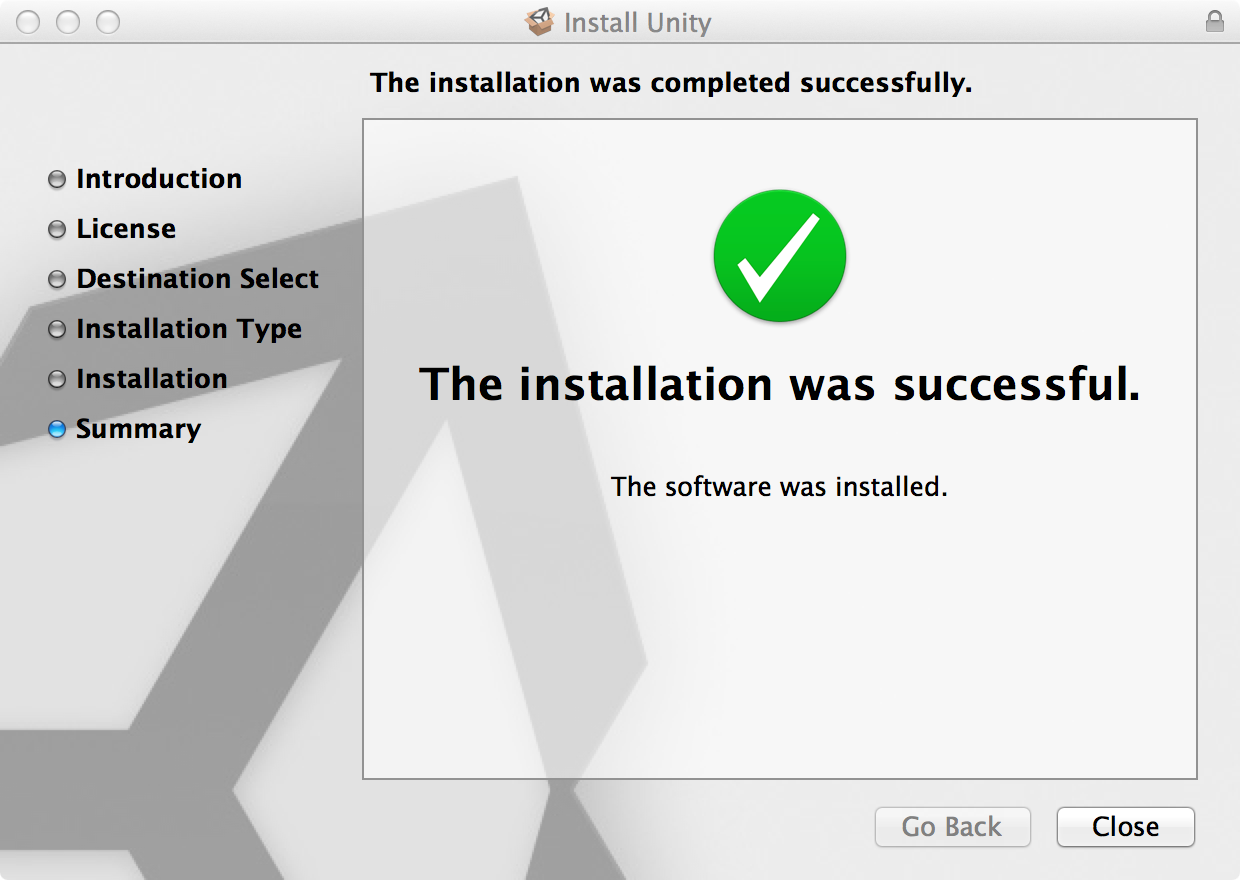 Install Unity
The installation was completed successfully.
Introduction
License
Destination Select
Installation Type
Installation
Summary
The installation was successful.
The software was installed.
Go Back
Close